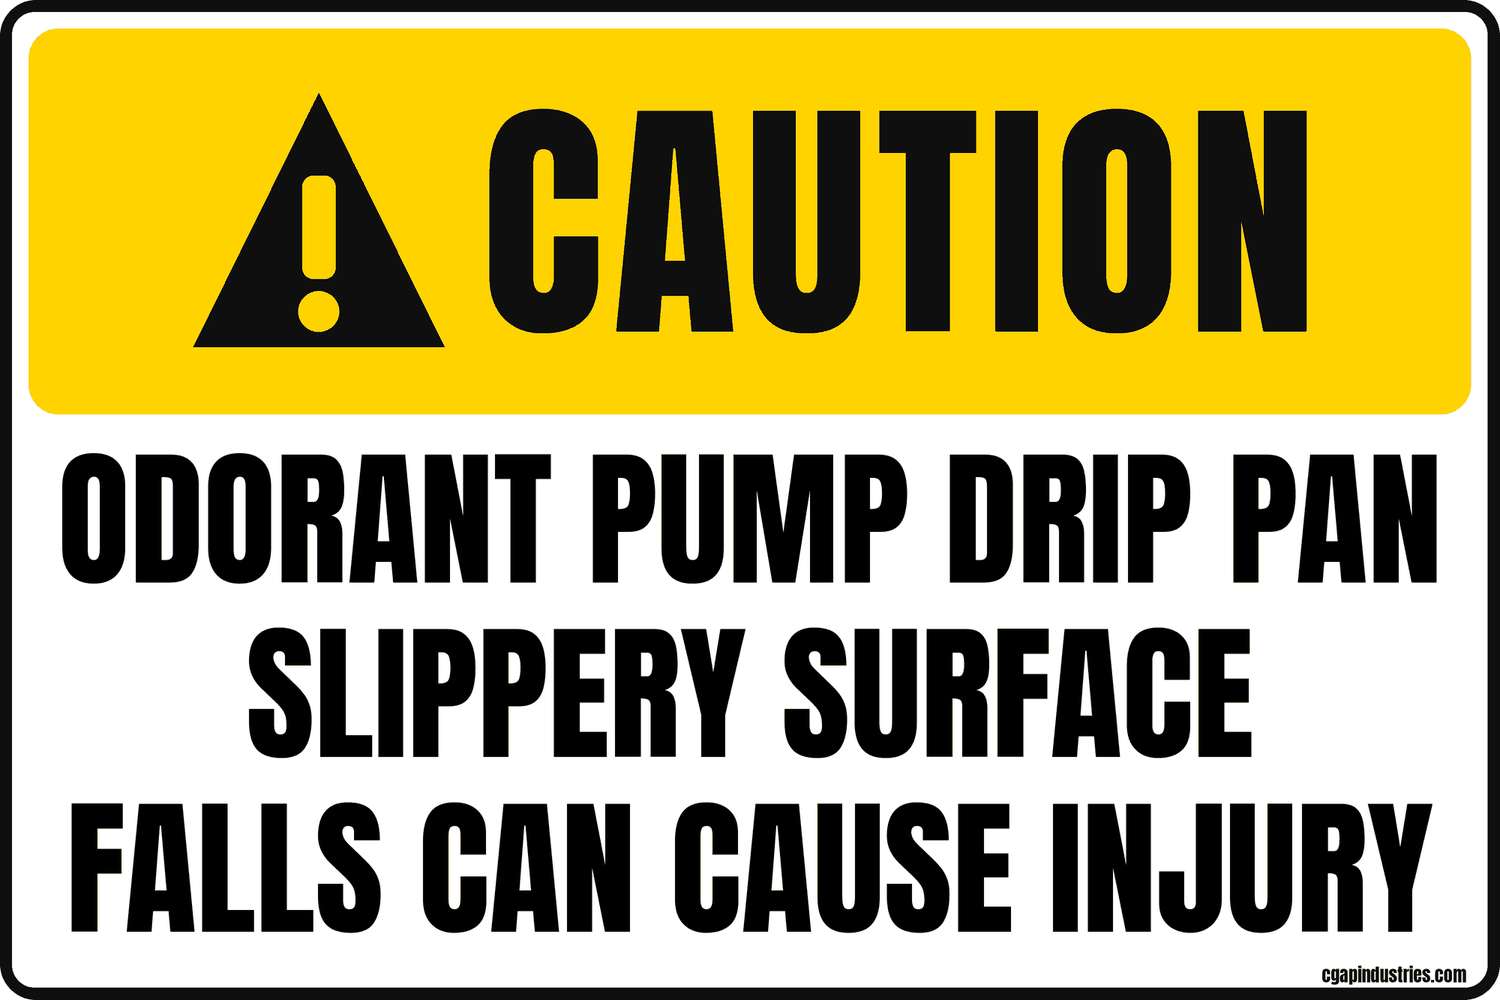 CAUTION
ODORANT PUMP DRIP PAN
SLIPPERY SURFACE
FALLS CAN CAUSE INJURY
cgapindustries.com